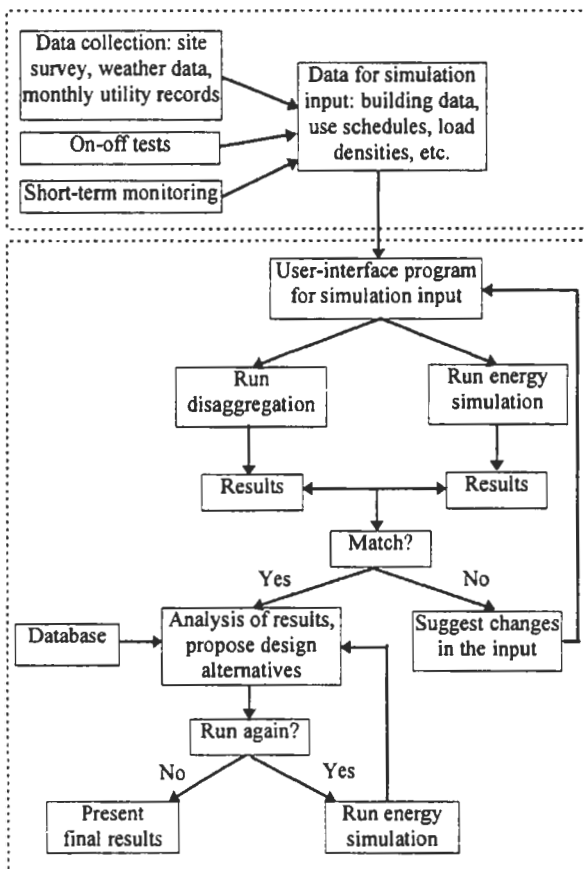 Data collection: site
survey, weather data,
monthly utility records
Data for simulation
input: building data,
use schedules, load
densities, etc.
On-off tests
Short-term monitoring
User-interface program
for simulation input
Run
disaggregation
Run energy
simulation
Results
Results
Match?
Yes
No
Database
Analysis of results,
propose design
alternatives
Suggest changes
in the input
Run again?
No
Yes
Present
final results
Run energy
simulation